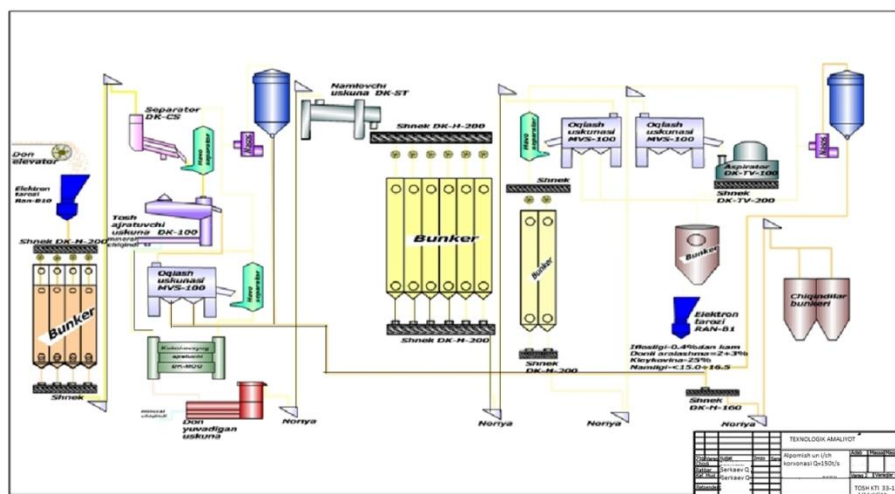 Separator
DK-CS
Don
elevator
Elektron
tarozi
Ran-B10
Shnek DK-M-200
Bunker
Shnek
Havo
separator
Tosh
ajratuvchi
uskuna DK-100
Oqlash
uskunasi
MVS-100
Havo
separator
Don
yuvadigan
uskuna
Noriya
Namlovchi
uskuna DK-ST
Shnek DK-H-200
Bunker
Shnek DK-M-200
Noriya
Shnek
Bunker
Shnek
DK-M-200
Noriya
Oqlash
uskunasi
MVS-100
Oqlash
uskunasi
MVS-100
Aspirator
DK-TV-100
Shnek
DK-TV-200
Bunker
Elektron
tarozi
RAN-B1
Iflosligi-0.4%dan kam
Donli aralashma=2÷3%
Kleykovina-25%
Namligi-<15.0÷16.5
Shnek
DK-M-160
Noriya
Chiqindilar
bunkeri
TEXNOLOGIK AMALIYOT
Alpomish un i/ch
korxonasi Q=150t/s
Serkaev Q
Serkaev Q